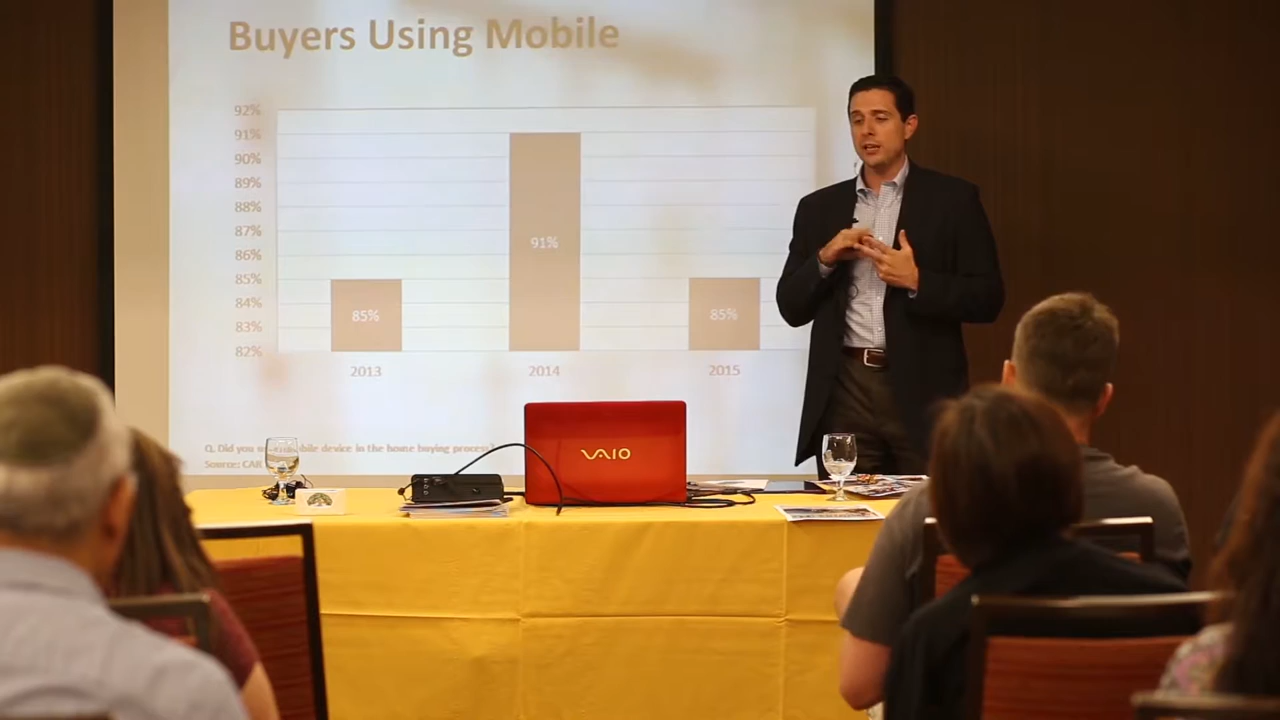 Buyers Using Mobile
92%
91%
90%
89%
88%
87%
86%
85%
84%
83%
82%
85%
91%
85%
2013 2014 2015
Q. Did you bile device in the home buying process?
Source: CAR
VAIO